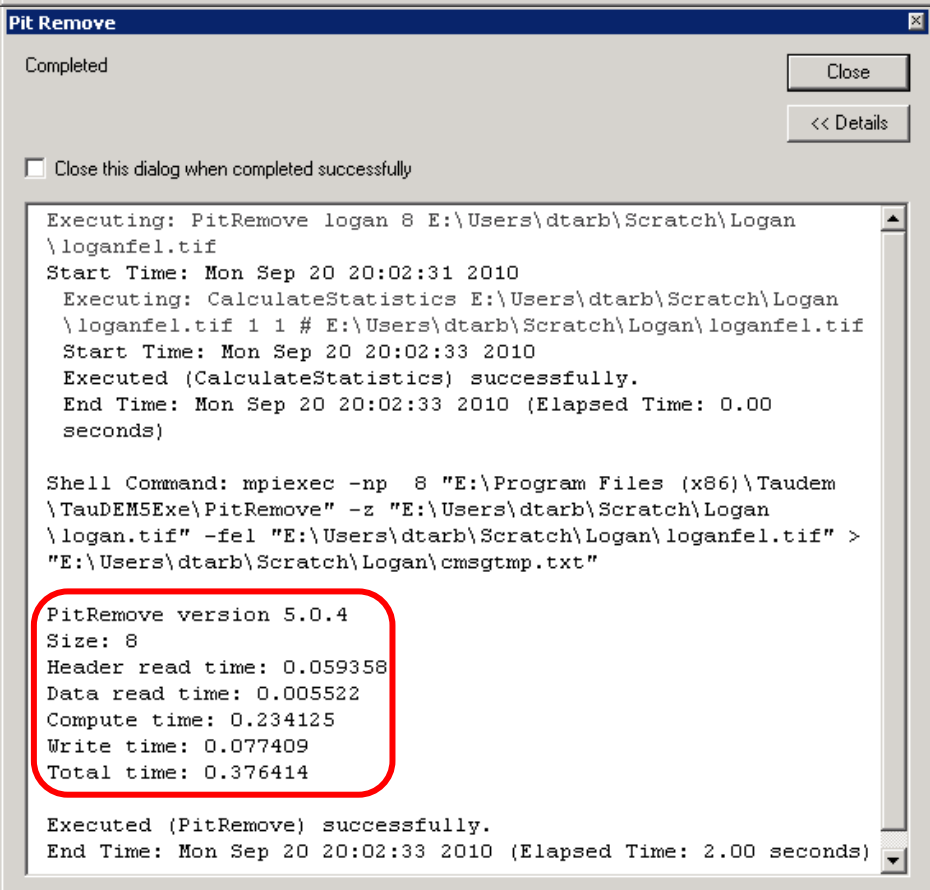 Pit Remove
Completed
Close
<< Details
Close this dialog when completed successfully
Executing: PitRemove logan 8 E:\Users\dtarb\Scratch\Logan
\loganfel.tif
Start Time: Mon Sep 20 20:02:31 2010
Executing: CalculateStatistics E:\Users\dtarb\Scratch\Logan
\loganfel.tif 1 1 # E:\Users\dtarb\Scratch\Logan\loganfel.tif
Start Time: Mon Sep 20 20:02:33 2010
Executed (CalculateStatistics) successfully.
End Time: Mon Sep 20 20:02:33 2010 (Elapsed Time: 0.00
seconds)
Shell Command: mpiexec -np  8 "E:\Program Files (x86)\Taudem
\TauDEM5Exe\PitRemove" -z "E:\Users\dtarb\Scratch\Logan
\logan.tif" -fel "E:\Users\dtarb\Scratch\Logan\loganfel.tif" >
"E:\Users\dtarb\Scratch\Logan\cmsgtmp.txt"
PitRemove version 5.0.4
Size: 8
Header read time: 0.059358
Data read time: 0.005522
Compute time: 0.234125
Write time: 0.077409
Total time: 0.376414
Executed (PitRemove) successfully.
End Time: Mon Sep 20 20:02:33 2010 (Elapsed Time: 2.00 seconds)